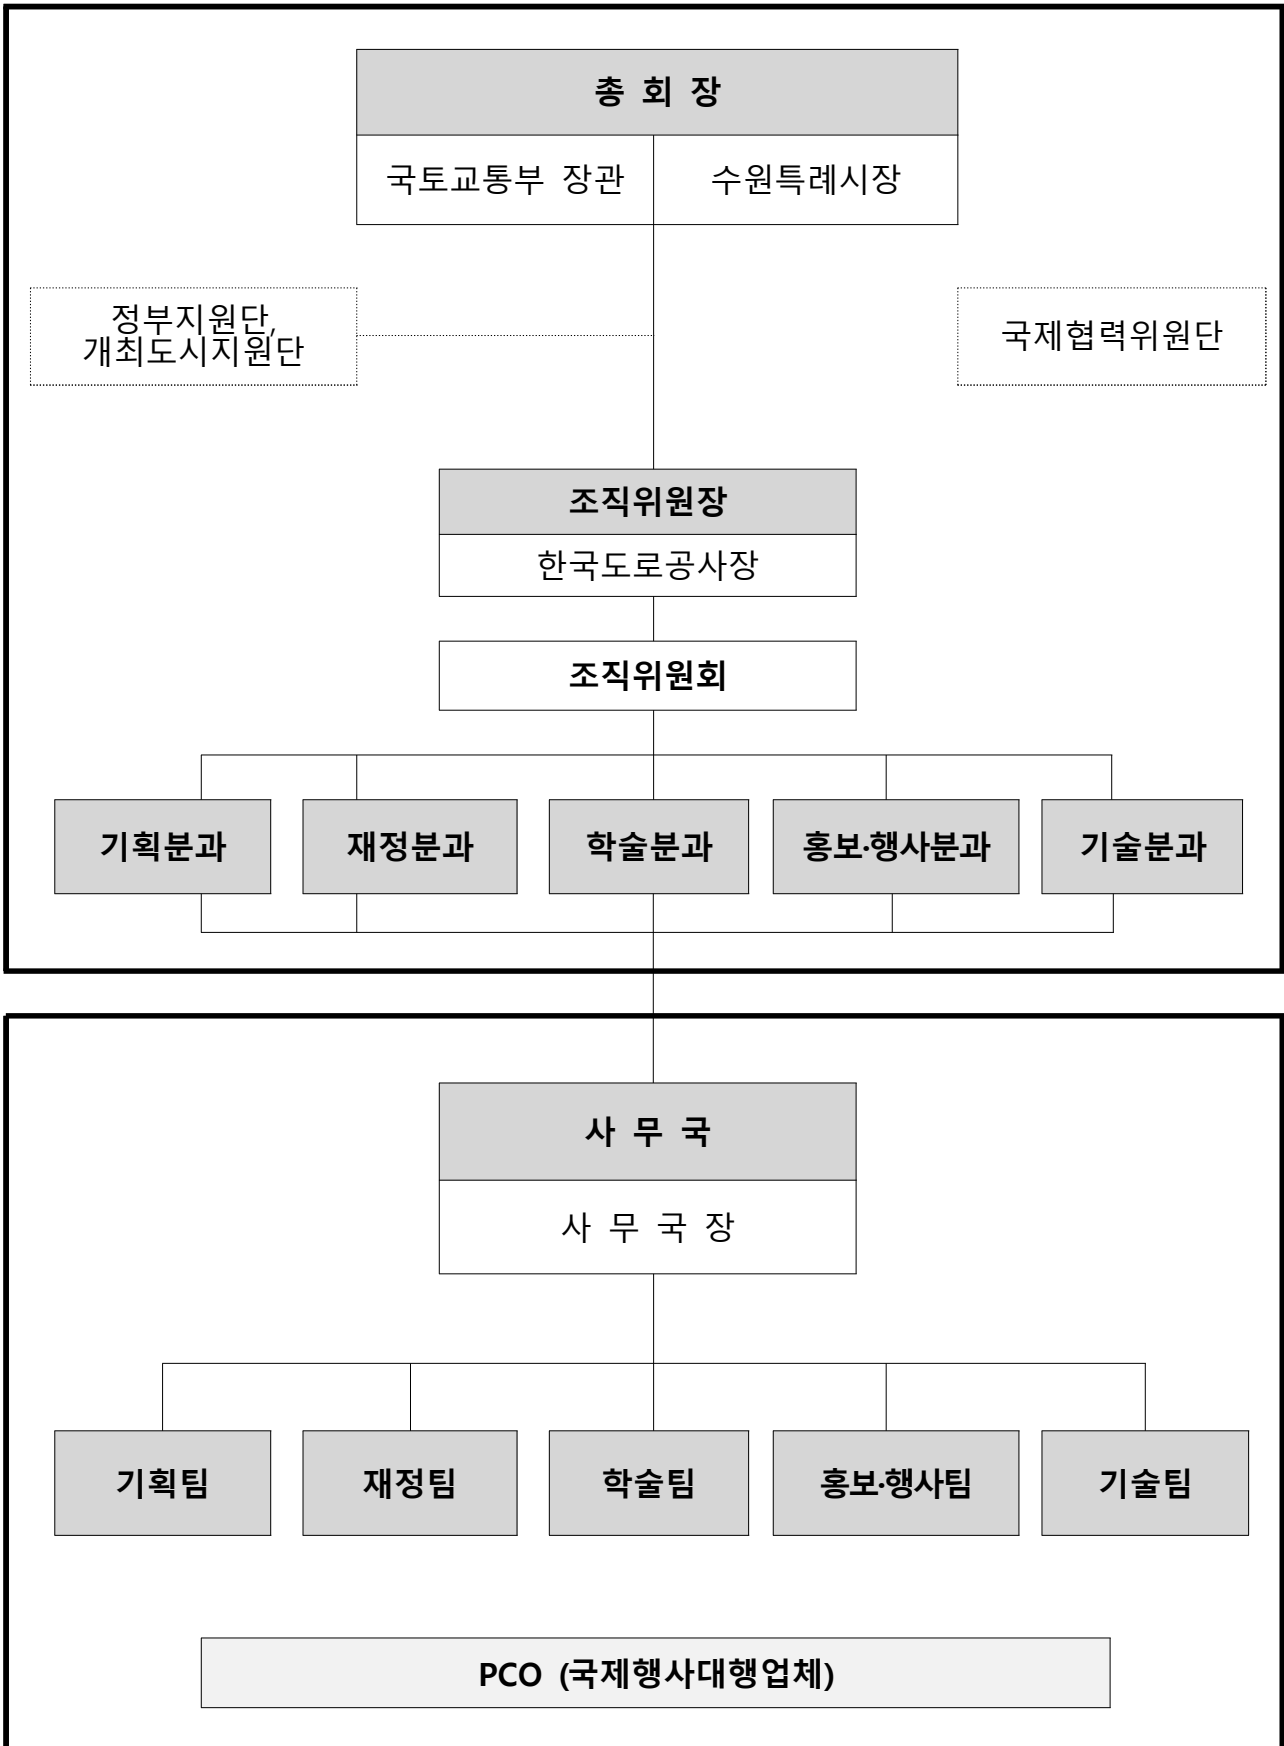 총 회 장
국토교통부 장관
수원특례시장
정부지원단,
개최도시지원단
국제협력위원단
조직위원장
한국도로공사장
조직위원회
기획분과
재정분과
학술분과
홍보·행사분과
기술분과
사 무 국
사 무 국 장
기획팀
재정팀
학술팀
홍보·행사팀
기술팀
PCO (국제행사대행업체)